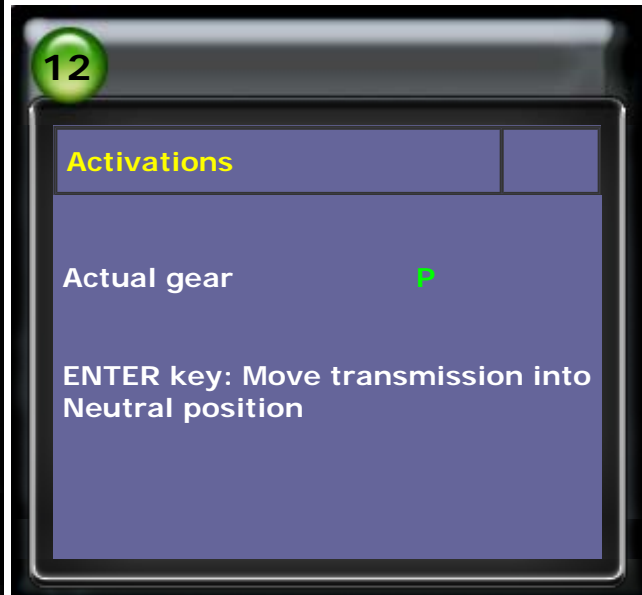 12
Activations
Actual gear P
ENTER key: Move transmission into
Neutral position